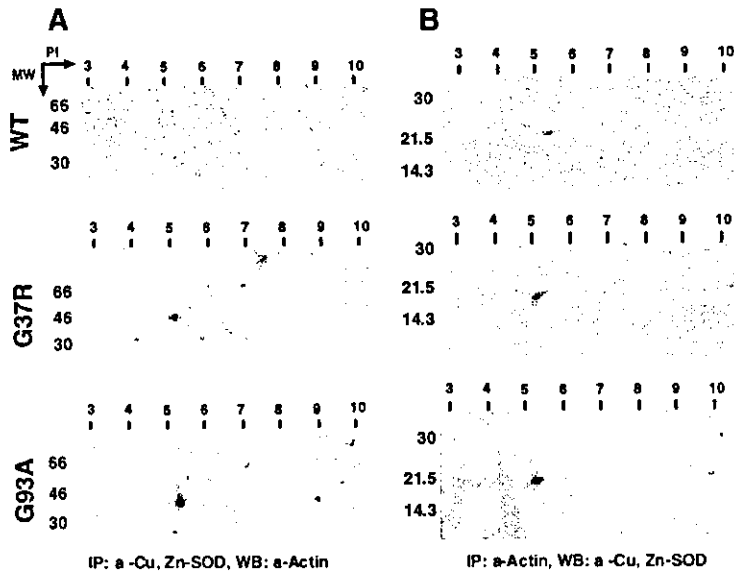 A
PI
MW
3 4 5 6 7 8 9 10
WT
66
46
30
3 4 5 6 7 8 9 10
G37R
66
46
30
3 4 5 6 7 8 9 10
G93A
66
46
30
IP: a -Cu, Zn-SOD, WB: a-Actin
B
3 4 5 6 7 8 9 10
30
21.5
14.3
3 4 5 6 7 8 9 10
30
21.5
14.3
3 4 5 6 7 8 9 10
30
21.5
14.3
IP: a-Actin, WB: a -Cu, Zn-SOD